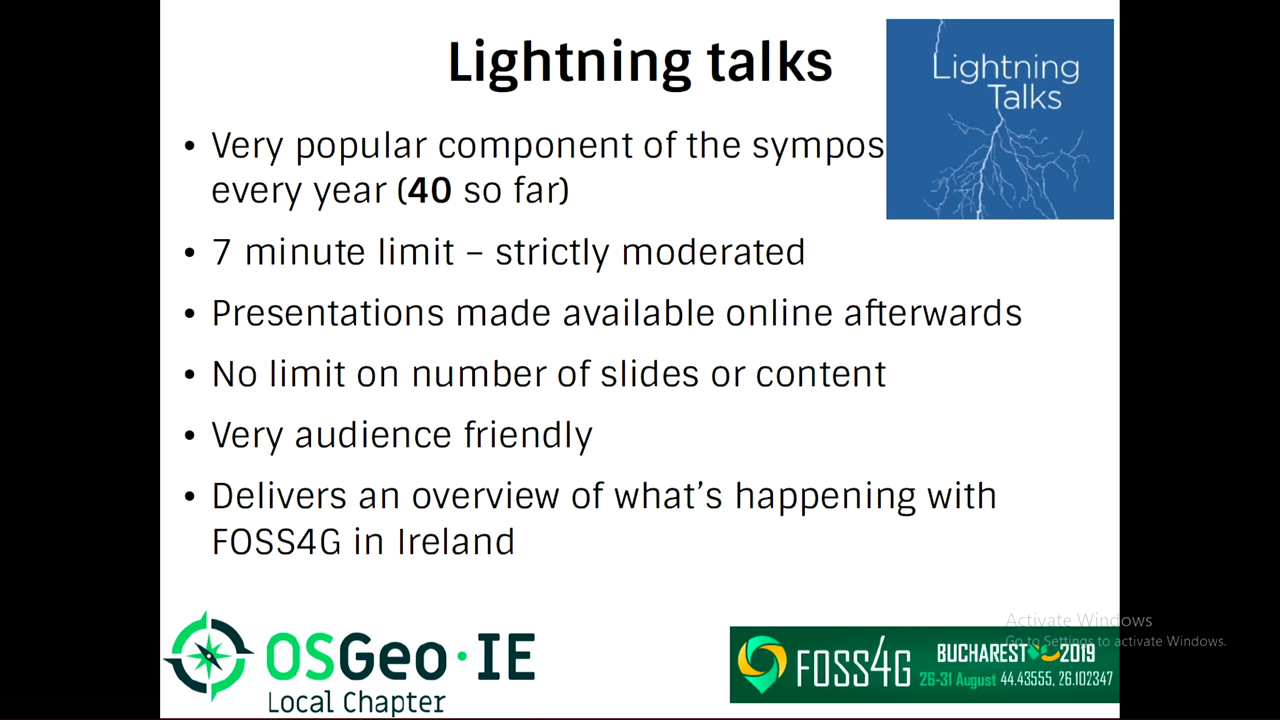 Lightning talks
Lightning
Talks
• Very popular component of the sympos
every year (40 so far)
• 7 minute limit – strictly moderated
• Presentations made available online afterwards
• No limit on number of slides or content
• Very audience friendly
• Delivers an overview of what’s happening with
FOSS4G in Ireland
OSGeo·IE
Local Chapter
FOSS4G
BUCHAREST 2019
26-31 August 44.43555, 26.102347
Activate Windows
Go to Settings to activate Windows.